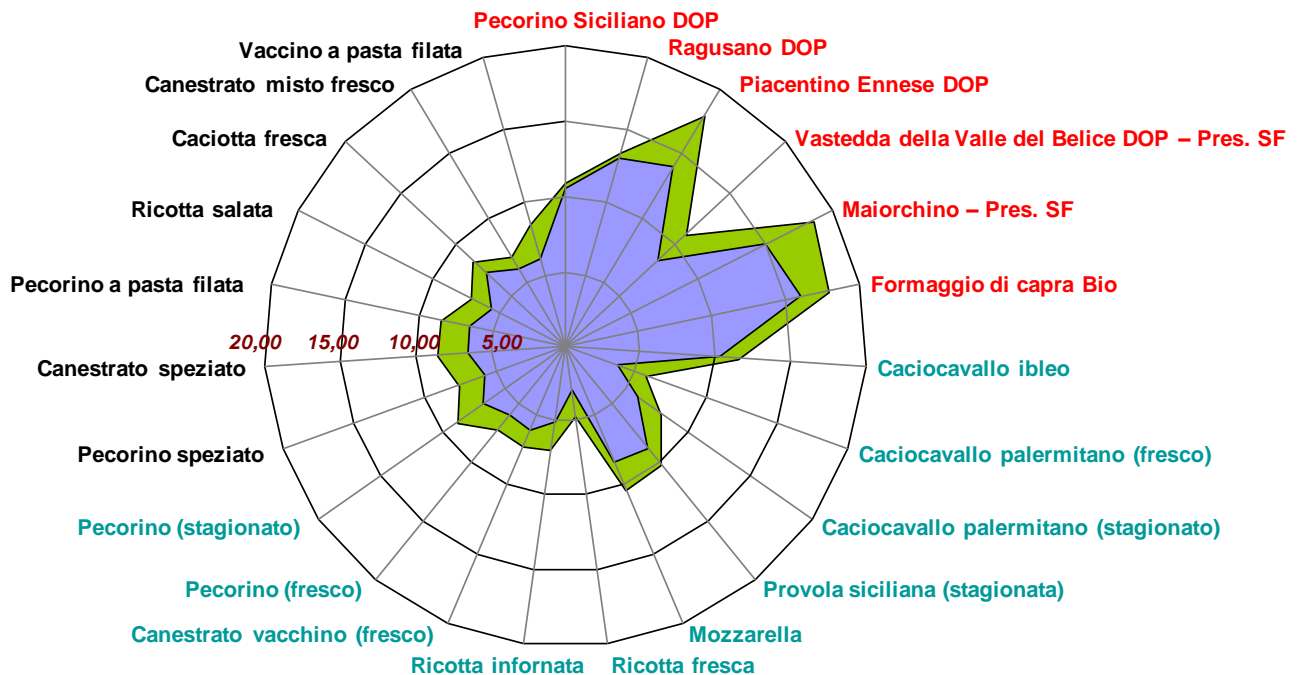 Pecorino Siciliano DOP
Ragusano DOP
Piacentino Ennese DOP
Vastedda della Valle del Belice DOP – Pres. SF
Maiorchino – Pres. SF
Formaggio di capra Bio
Caciocavallo ibleo
Caciocavallo palermitano (fresco)
Caciocavallo palermitano (stagionato)
Provola siciliana (stagionata)
Mozzarella
Ricotta fresca
Ricotta infornata
Canestrato vacchino (fresco)
Pecorino (fresco)
Pecorino (stagionato)
Pecorino speziato
Canestrato speziato
Pecorino a pasta filata
Ricotta salata
Caciotta fresca
Canestrato misto fresco
Vaccino a pasta filata
20,00 15,00 10,00 5,00